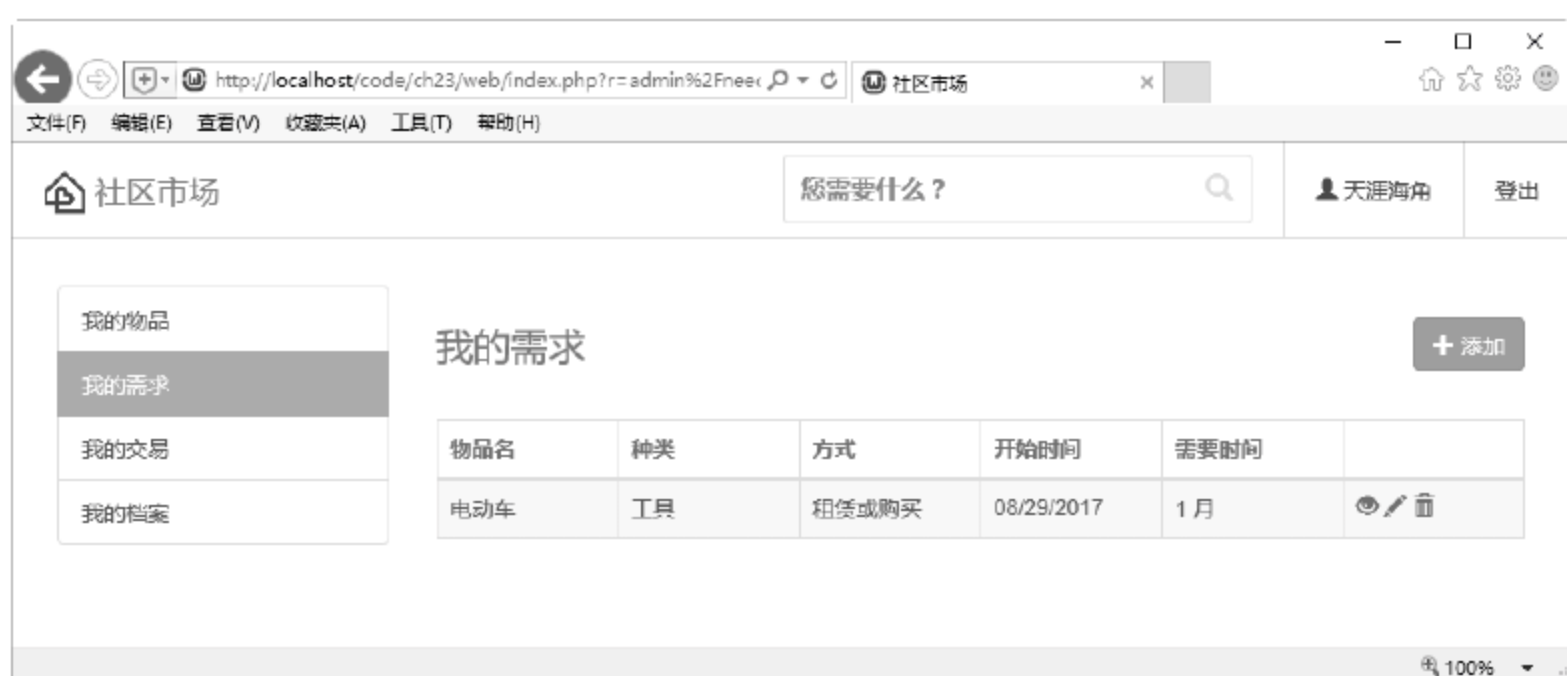 http://localhost/code/ch23/web/index.php?r=admin%2Fnee
社区市场
文件(F) 编辑(E) 查看(V) 收藏夹(A) 工具(T) 帮助(H)
社区市场
您需要什么？
天涯海角
登出
我的物品
我的需求
我的交易
我的档案
我的需求
添加
物品名 种类 方式 开始时间 需要时间
电动车 工具 租赁或购买 08/29/2017 1 月
100%